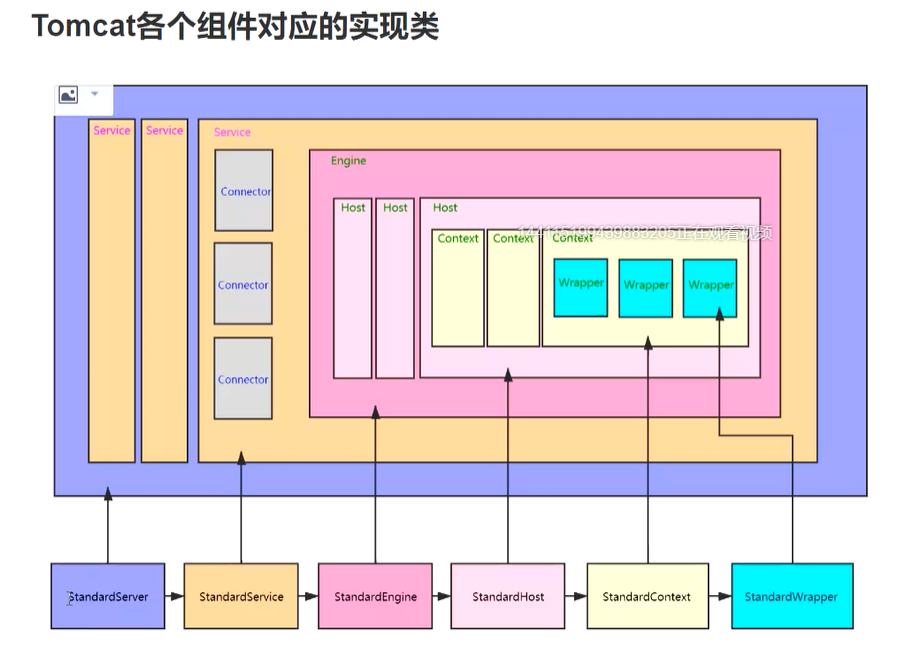 Tomcat各个组件对应的实现类
Service
Service
Service
Connector
Connector
Connector
Engine
Host
Host
Host
正在观看视频
Context
Context
Context
Wrapper
Wrapper
Wrapper
StandardServer
StandardService
StandardEngine
StandardHost
StandardContext
StandardWrapper